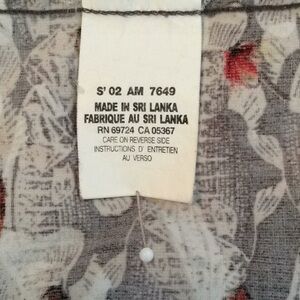 S' 02 AM 7649
MADE IN SRI LANKA
FABRIQUE AU SRI LANKA
RN 69724 CA 05367
CARE ON REVERSE SIDE
INSTRUCTIONS D' ENTRETIEN
AU VERSO